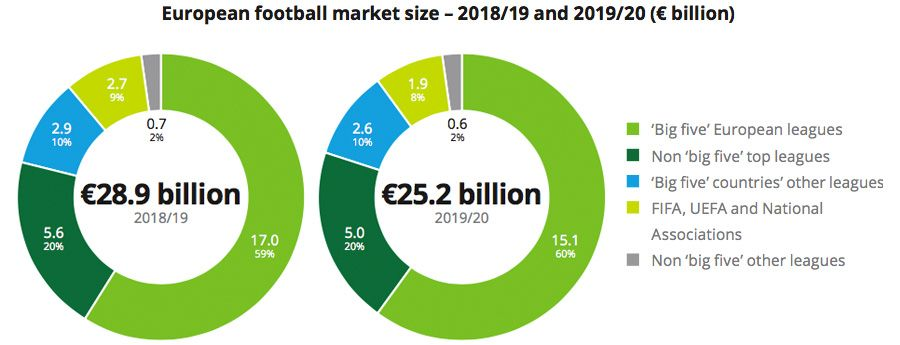 European football market size – 2018/19 and 2019/20 (€ billion)
2.7
9%
0.7
2%
2.9
10%
5.6
20%
17.0
59%
€28.9 billion
2018/19
1.9
8%
0.6
2%
2.6
10%
5.0
20%
15.1
60%
€25.2 billion
2019/20
‘Big five’ European leagues
Non ‘big five’ top leagues
‘Big five’ countries’ other leagues
FIFA, UEFA and National
Associations
Non ‘big five’ other leagues